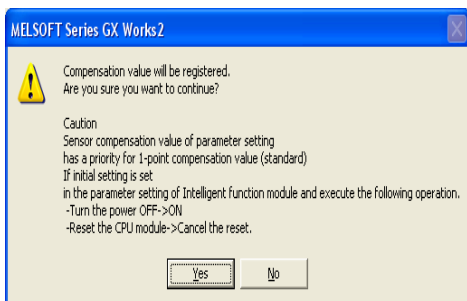 MELSOFT Series GX Works2
Compensation value will be registered.
Are you sure you want to continue?
Caution
Sensor compensation value of parameter setting
has a priority for 1-point compensation value (standard)
If initial setting is set
in the parameter setting of Intelligent function module and execute the following operation.
-Turn the power OFF->ON
-Reset the CPU module->Cancel the reset.
Yes
No